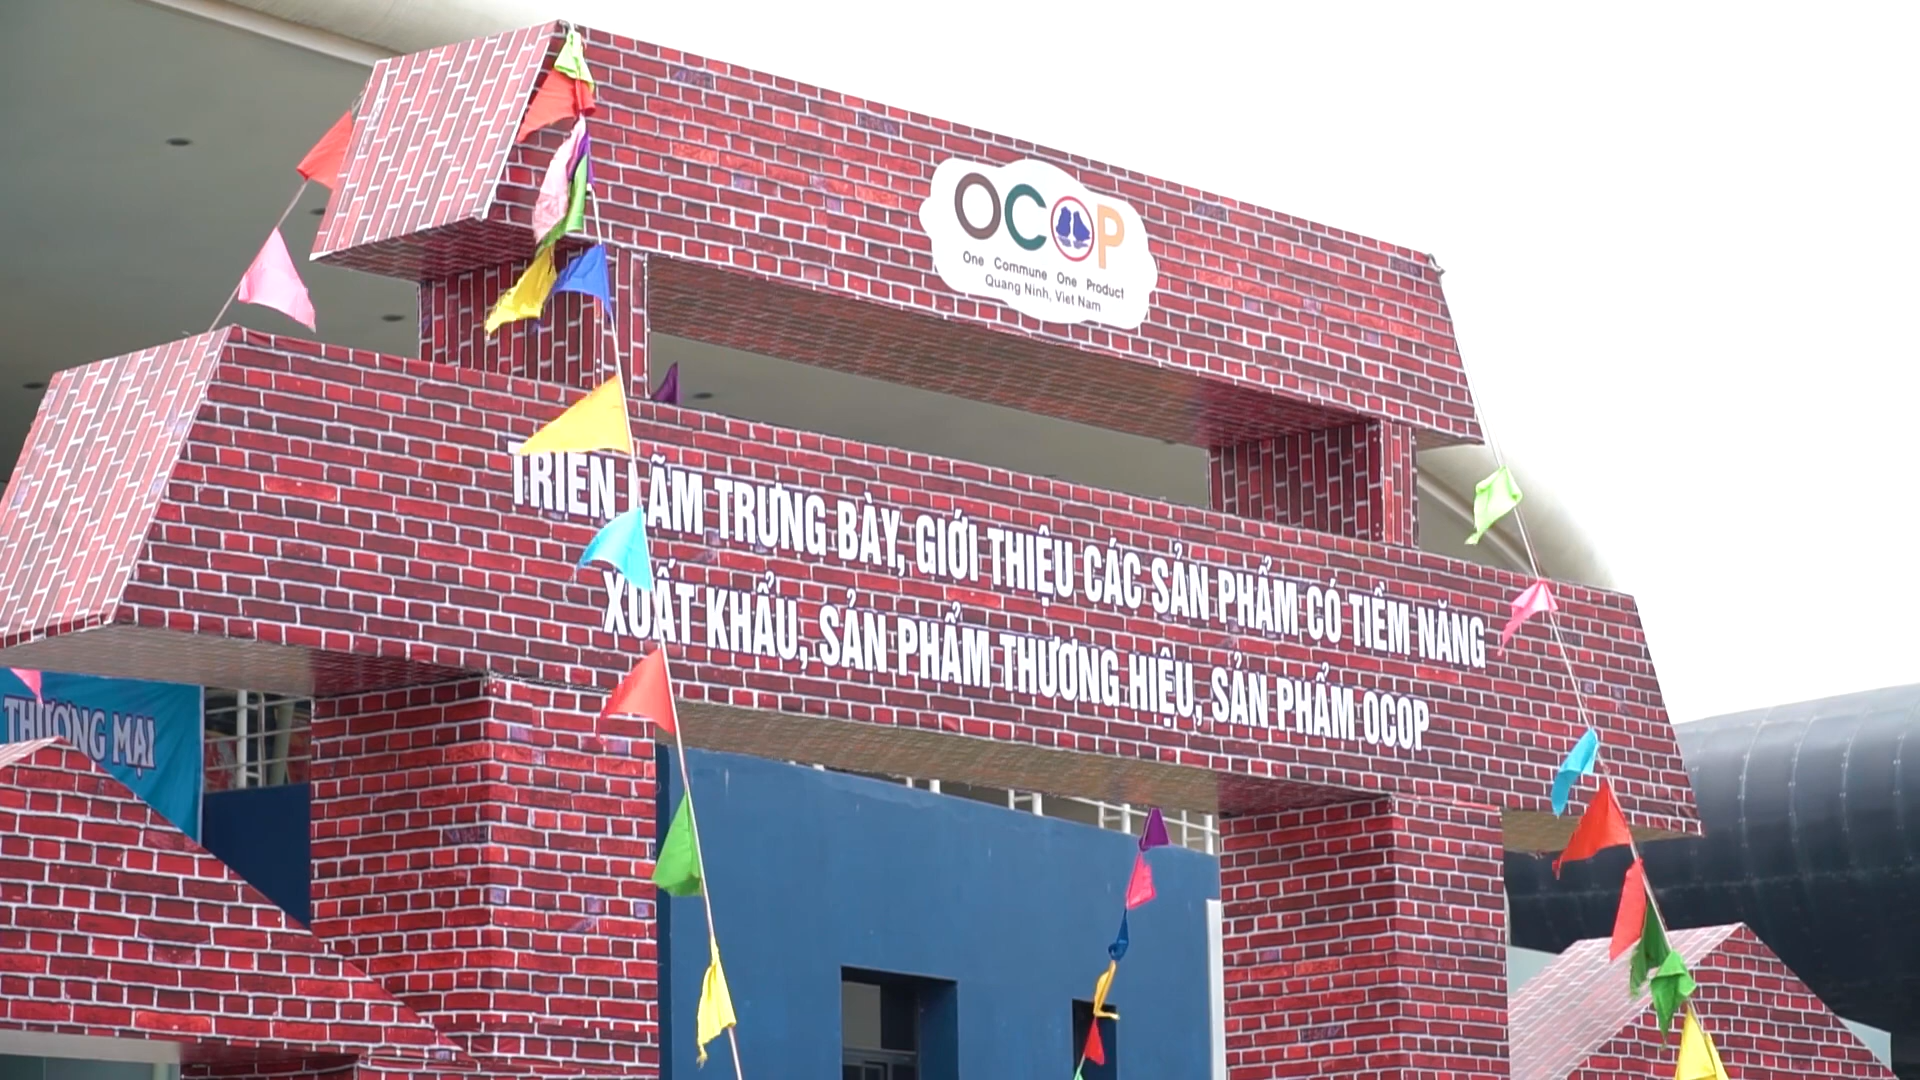 OCOP
One Commune One Product
Quang Ninh, Viet Nam
TRIỂN LÃM TRƯNG BÀY, GIỚI THIỆU CÁC SẢN PHẨM CÓ TIỀM NĂNG
XUẤT KHẨU, SẢN PHẨM THƯƠNG HIỆU, SẢN PHẨM OCOP
THƯƠNG MẠI